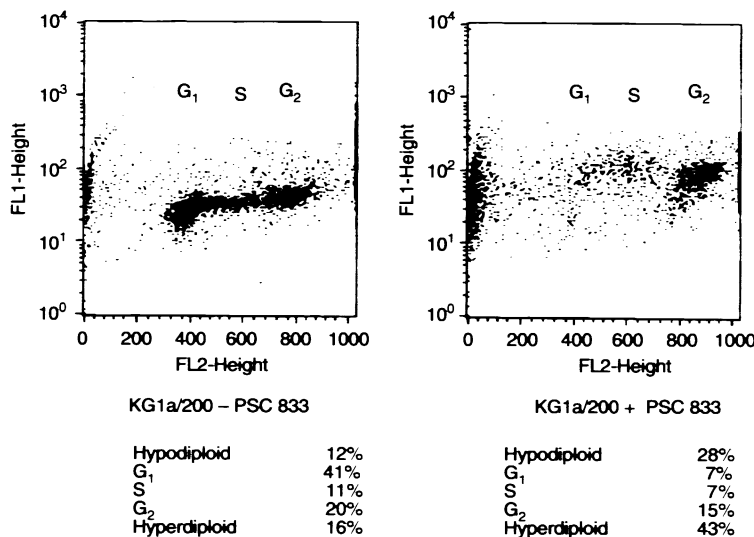 10⁴
10³
10²
10¹
10⁰
FL1-Height
G₁ S G₂
0 200 400 600 800 1000
FL2-Height
KG1a/200 – PSC 833
Hypodiploid 12%
G₁ 41%
S 11%
G₂ 20%
Hyperdiploid 16%
10⁴
10³
10²
10¹
10⁰
FL1-Height
G₁ S G₂
0 200 400 600 800 1000
FL2-Height
KG1a/200 + PSC 833
Hypodiploid 28%
G₁ 7%
S 7%
G₂ 15%
Hyperdiploid 43%